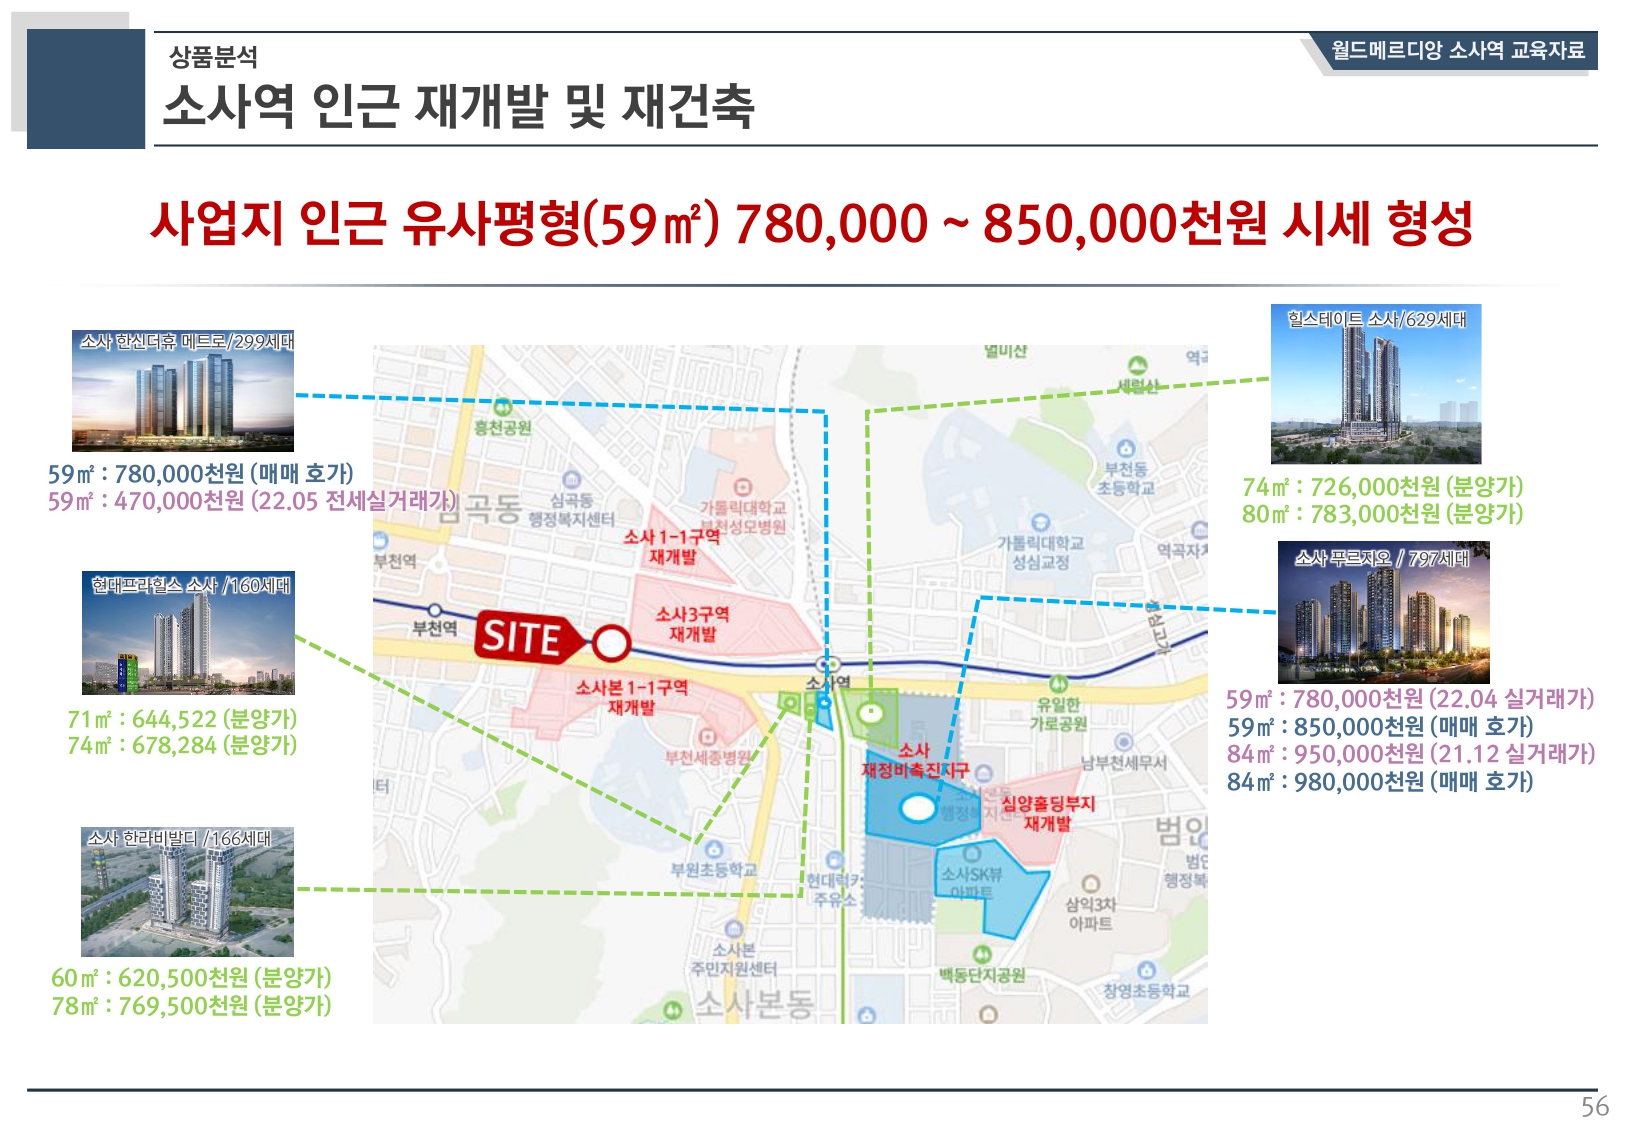 상품분석
소사역 인근 재개발 및 재건축
월드메르디앙 소사역 교육자료
사업지 인근 유사평형(59㎡) 780,000 ~ 850,000천원 시세 형성
소사 한신더휴 메트로/299세대
59㎡ : 780,000천원 (매매 호가)
59㎡ : 470,000천원 (22.05 전세실거래가)
현대프라힐스 소사 /160세대
71㎡ : 644,522 (분양가)
74㎡ : 678,284 (분양가)
소사 한라비발디 /166세대
60㎡ : 620,500천원 (분양가)
78㎡ : 769,500천원 (분양가)
힐스테이트 소사/629세대
74㎡ : 726,000천원 (분양가)
80㎡ : 783,000천원 (분양가)
소사 푸르지오 / 797세대
59㎡ : 780,000천원 (22.04 실거래가)
59㎡ : 850,000천원 (매매 호가)
84㎡ : 950,000천원 (21.12 실거래가)
84㎡ : 980,000천원 (매매 호가)
멀미산
세럼산
흥천공원
심곡동
심곡동
행정복지센터
가톨릭대학교
부천성모병원
부천동
초등학교
가톨릭대학교
성심교정
부천역
부천역
소사 1-1구역
재개발
소사3구역
재개발
SITE
성심고가
소사역
소사본 1-1구역
재개발
부천세종병원
유일한
가로공원
남부천세무서
소사
재정비촉진지구
심양홀딩부지
재개발
부원초등학교
주유소
소사SK뷰
아파트
삼익3차
아파트
소사본
주민지원센터
백동단지공원
창영초등학교
소사본동
56